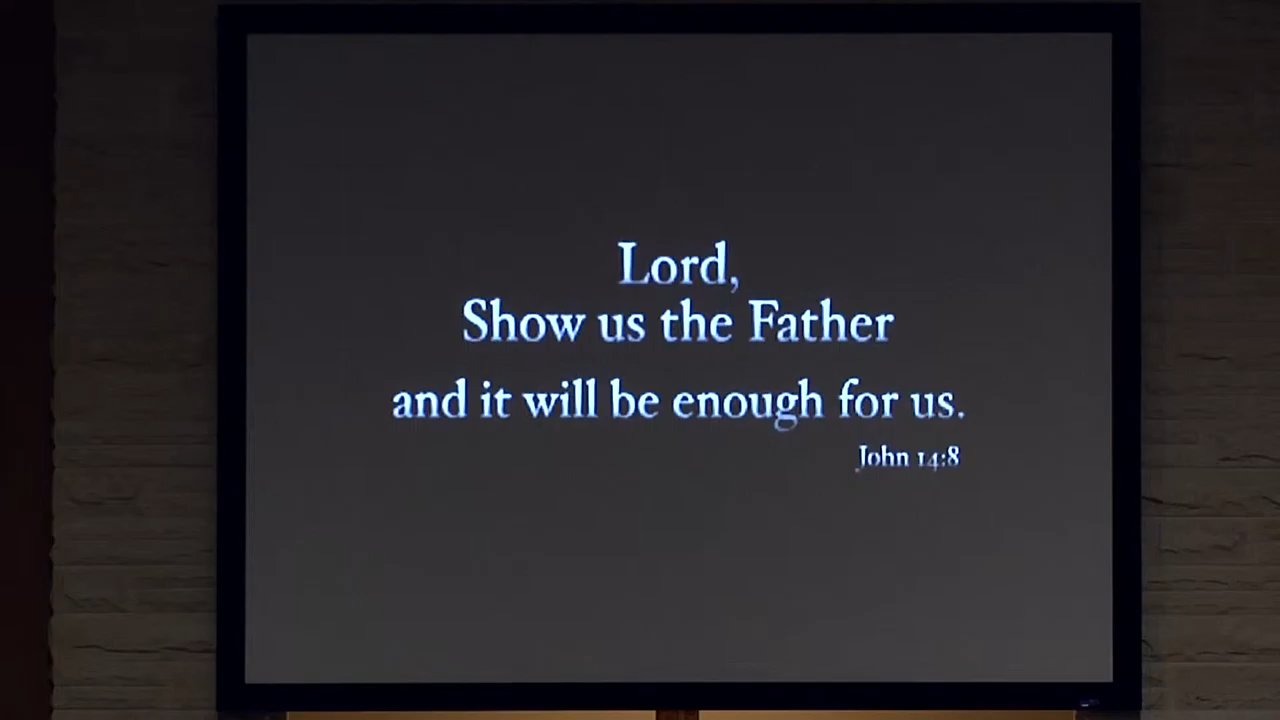 Lord,
Show us the Father
and it will be enough for us.
John 14:8